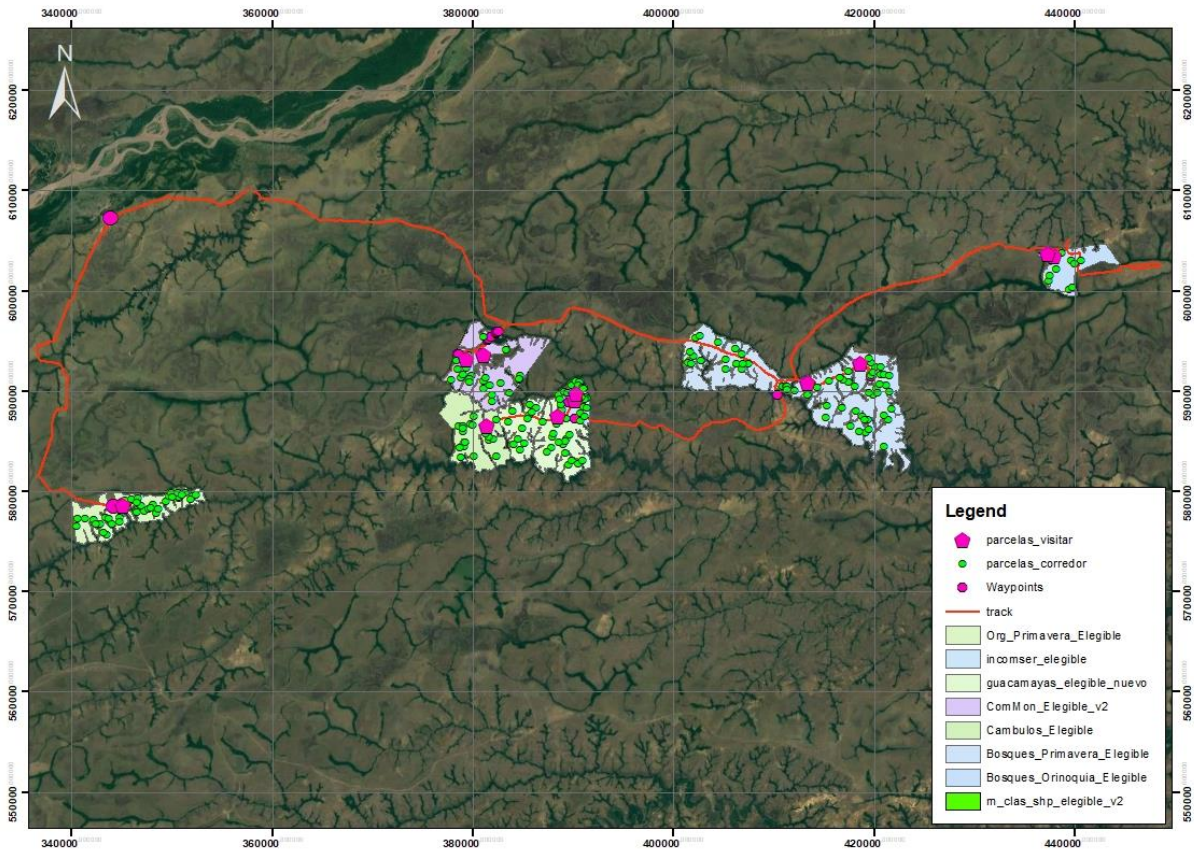 340000 360000 380000 400000 420000 440000
N
620000 620000
610000 610000
600000 600000
590000 590000
580000 580000
570000 570000
560000 560000
550000 550000
Legend
parcelas_visitar
parcelas_corredor
Waypoints
track
Org_Primavera_Elegible
incomser_elegible
guacamayas_elegible_nuevo
ComMon_Elegible_v2
Cambulos_Elegible
Bosques_Primavera_Elegible
Bosques_Orinoquia_Elegible
m_clas_shp_elegible_v2
340000 360000 380000 400000 420000 440000